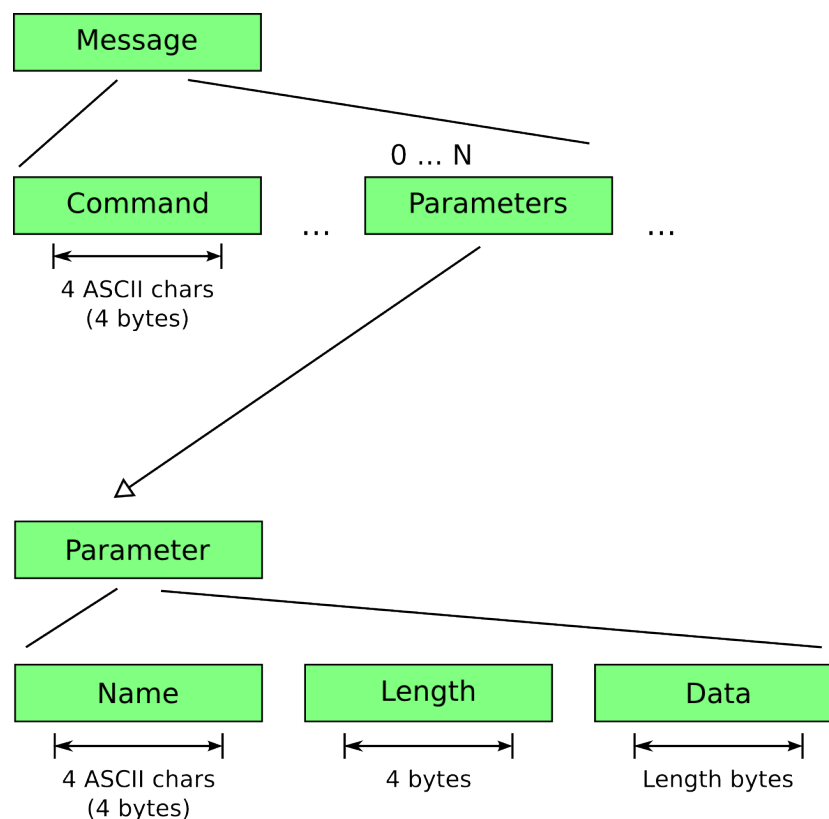 Message
0 ... N
Command
...
Parameters
...
4 ASCII chars
(4 bytes)
Parameter
Name
Length
Data
4 ASCII chars
(4 bytes)
4 bytes
Length bytes